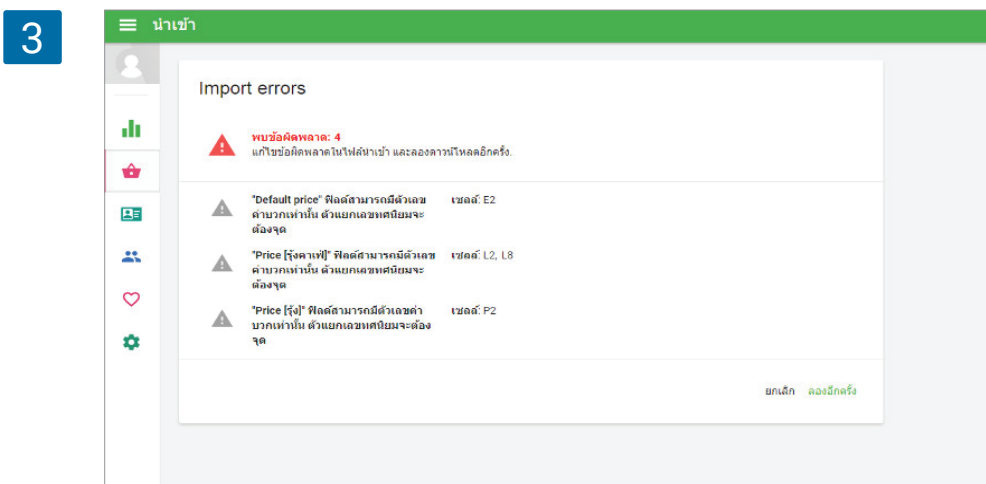 3
นำเข้า
Import errors
พบข้อผิดพลาด: 4
แก้ไขข้อผิดพลาดในไฟล์นำเข้า และลองดาวน์โหลดอีกครั้ง.
"Default price" ฟิลด์สามารถมีตัวเลข เซลล์: E2
ค่าบวกเท่านั้น ตัวแยกเลขทศนิยมจะ
ต้องจุด
"Price [รุ้งคาเฟ่]" ฟิลด์สามารถมีตัวเลข เซลล์: L2, L8
ค่าบวกเท่านั้น ตัวแยกเลขทศนิยมจะ
ต้องจุด
"Price [รุ้ง]" ฟิลด์สามารถมีตัวเลขค่า เซลล์: P2
บวกเท่านั้น ตัวแยกเลขทศนิยมจะต้อง
จุด
ยกเลิก ลองอีกครั้ง